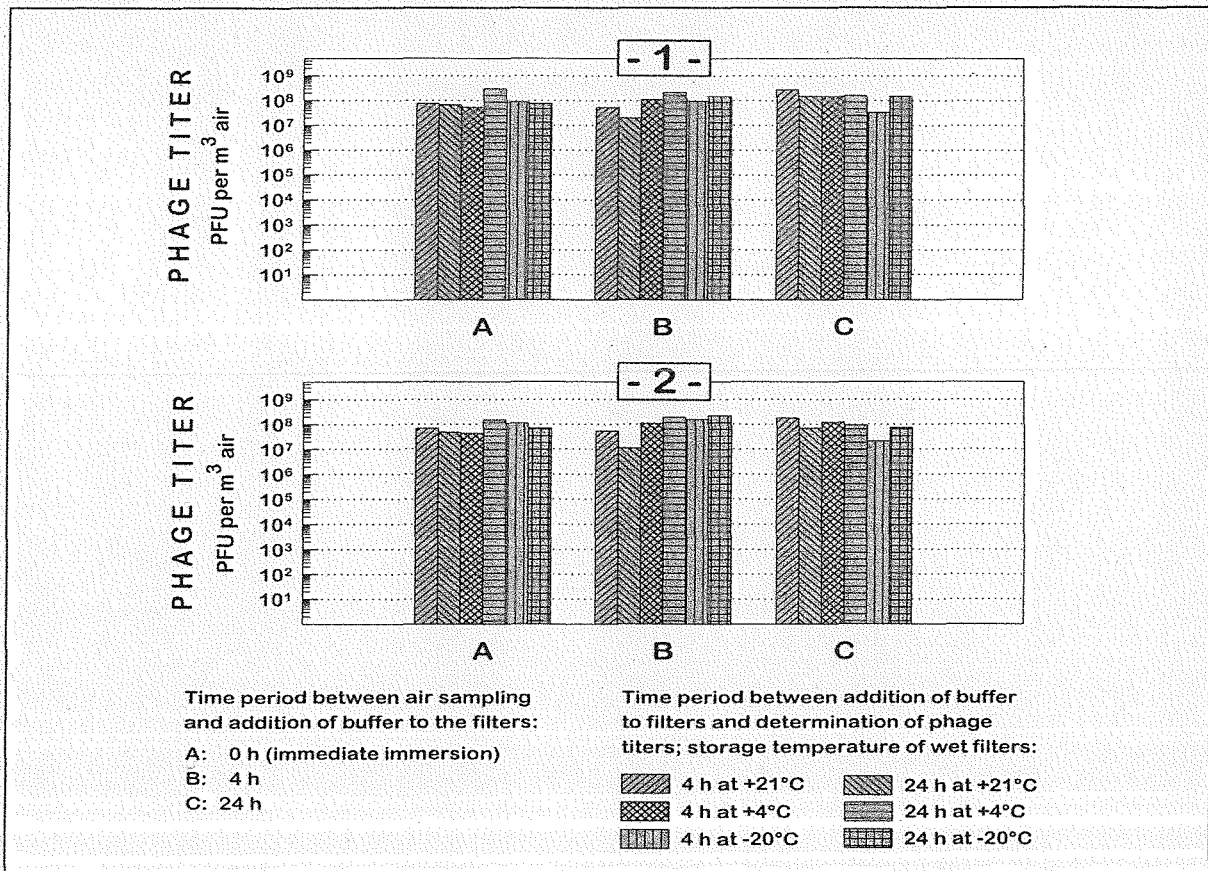 - 1 -
PHAGE TITER
PFU per m³ air
10⁹
10⁸
10⁷
10⁶
10⁵
10⁴
10³
10²
10¹
A B C
- 2 -
PHAGE TITER
PFU per m³ air
10⁹
10⁸
10⁷
10⁶
10⁵
10⁴
10³
10²
10¹
A B C
Time period between air sampling
and addition of buffer to the filters:
A: 0 h (immediate immersion)
B: 4 h
C: 24 h
Time period between addition of buffer
to filters and determination of phage
titers; storage temperature of wet filters:
4 h at +21°C 24 h at +21°C
4 h at +4°C 24 h at +4°C
4 h at -20°C 24 h at -20°C